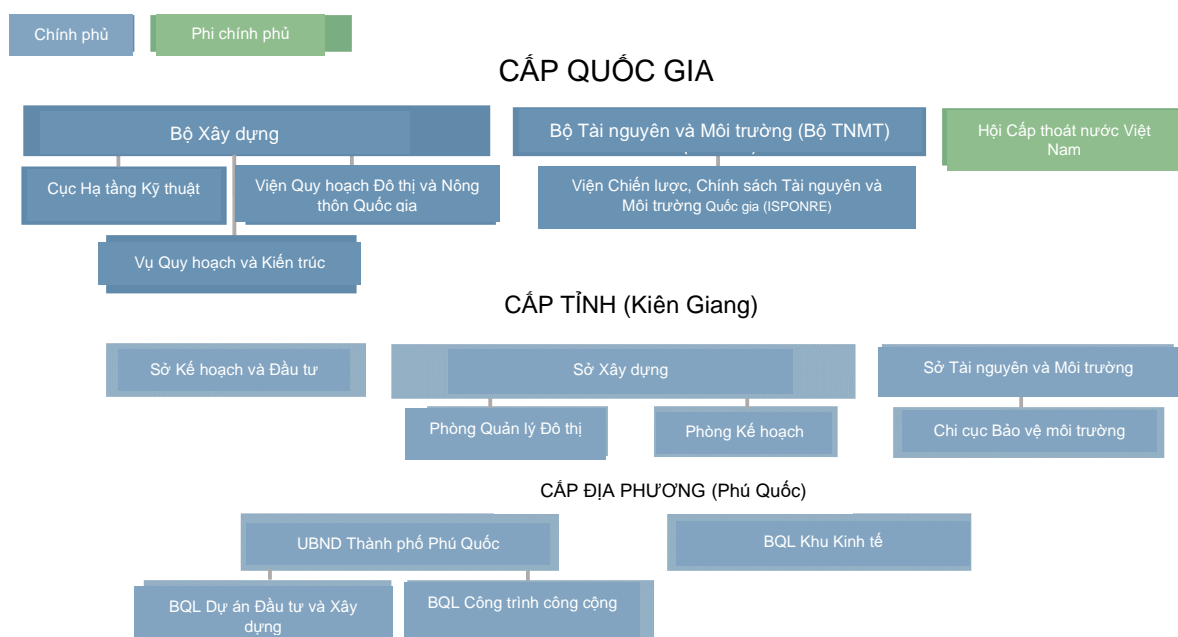 Chính phủ
Phi chính phủ
CẤP QUỐC GIA
Bộ Xây dựng
Bộ Tài nguyên và Môi trường (Bộ TNMT)
Hội Cấp thoát nước Việt
Nam
Cục Hạ tầng Kỹ thuật
Viện Quy hoạch Đô thị và Nông
thôn Quốc gia
Viện Chiến lược, Chính sách Tài nguyên và
Môi trường Quốc gia (ISPONRE)
Vụ Quy hoạch và Kiến trúc
CẤP TỈNH (Kiên Giang)
Sở Kế hoạch và Đầu tư
Sở Xây dựng
Sở Tài nguyên và Môi trường
Phòng Quản lý Đô thị
Phòng Kế hoạch
Chi cục Bảo vệ môi trường
CẤP ĐỊA PHƯƠNG (Phú Quốc)
UBND Thành phố Phú Quốc
BQL Khu Kinh tế
BQL Dự án Đầu tư và Xây
dựng
BQL Công trình công cộng